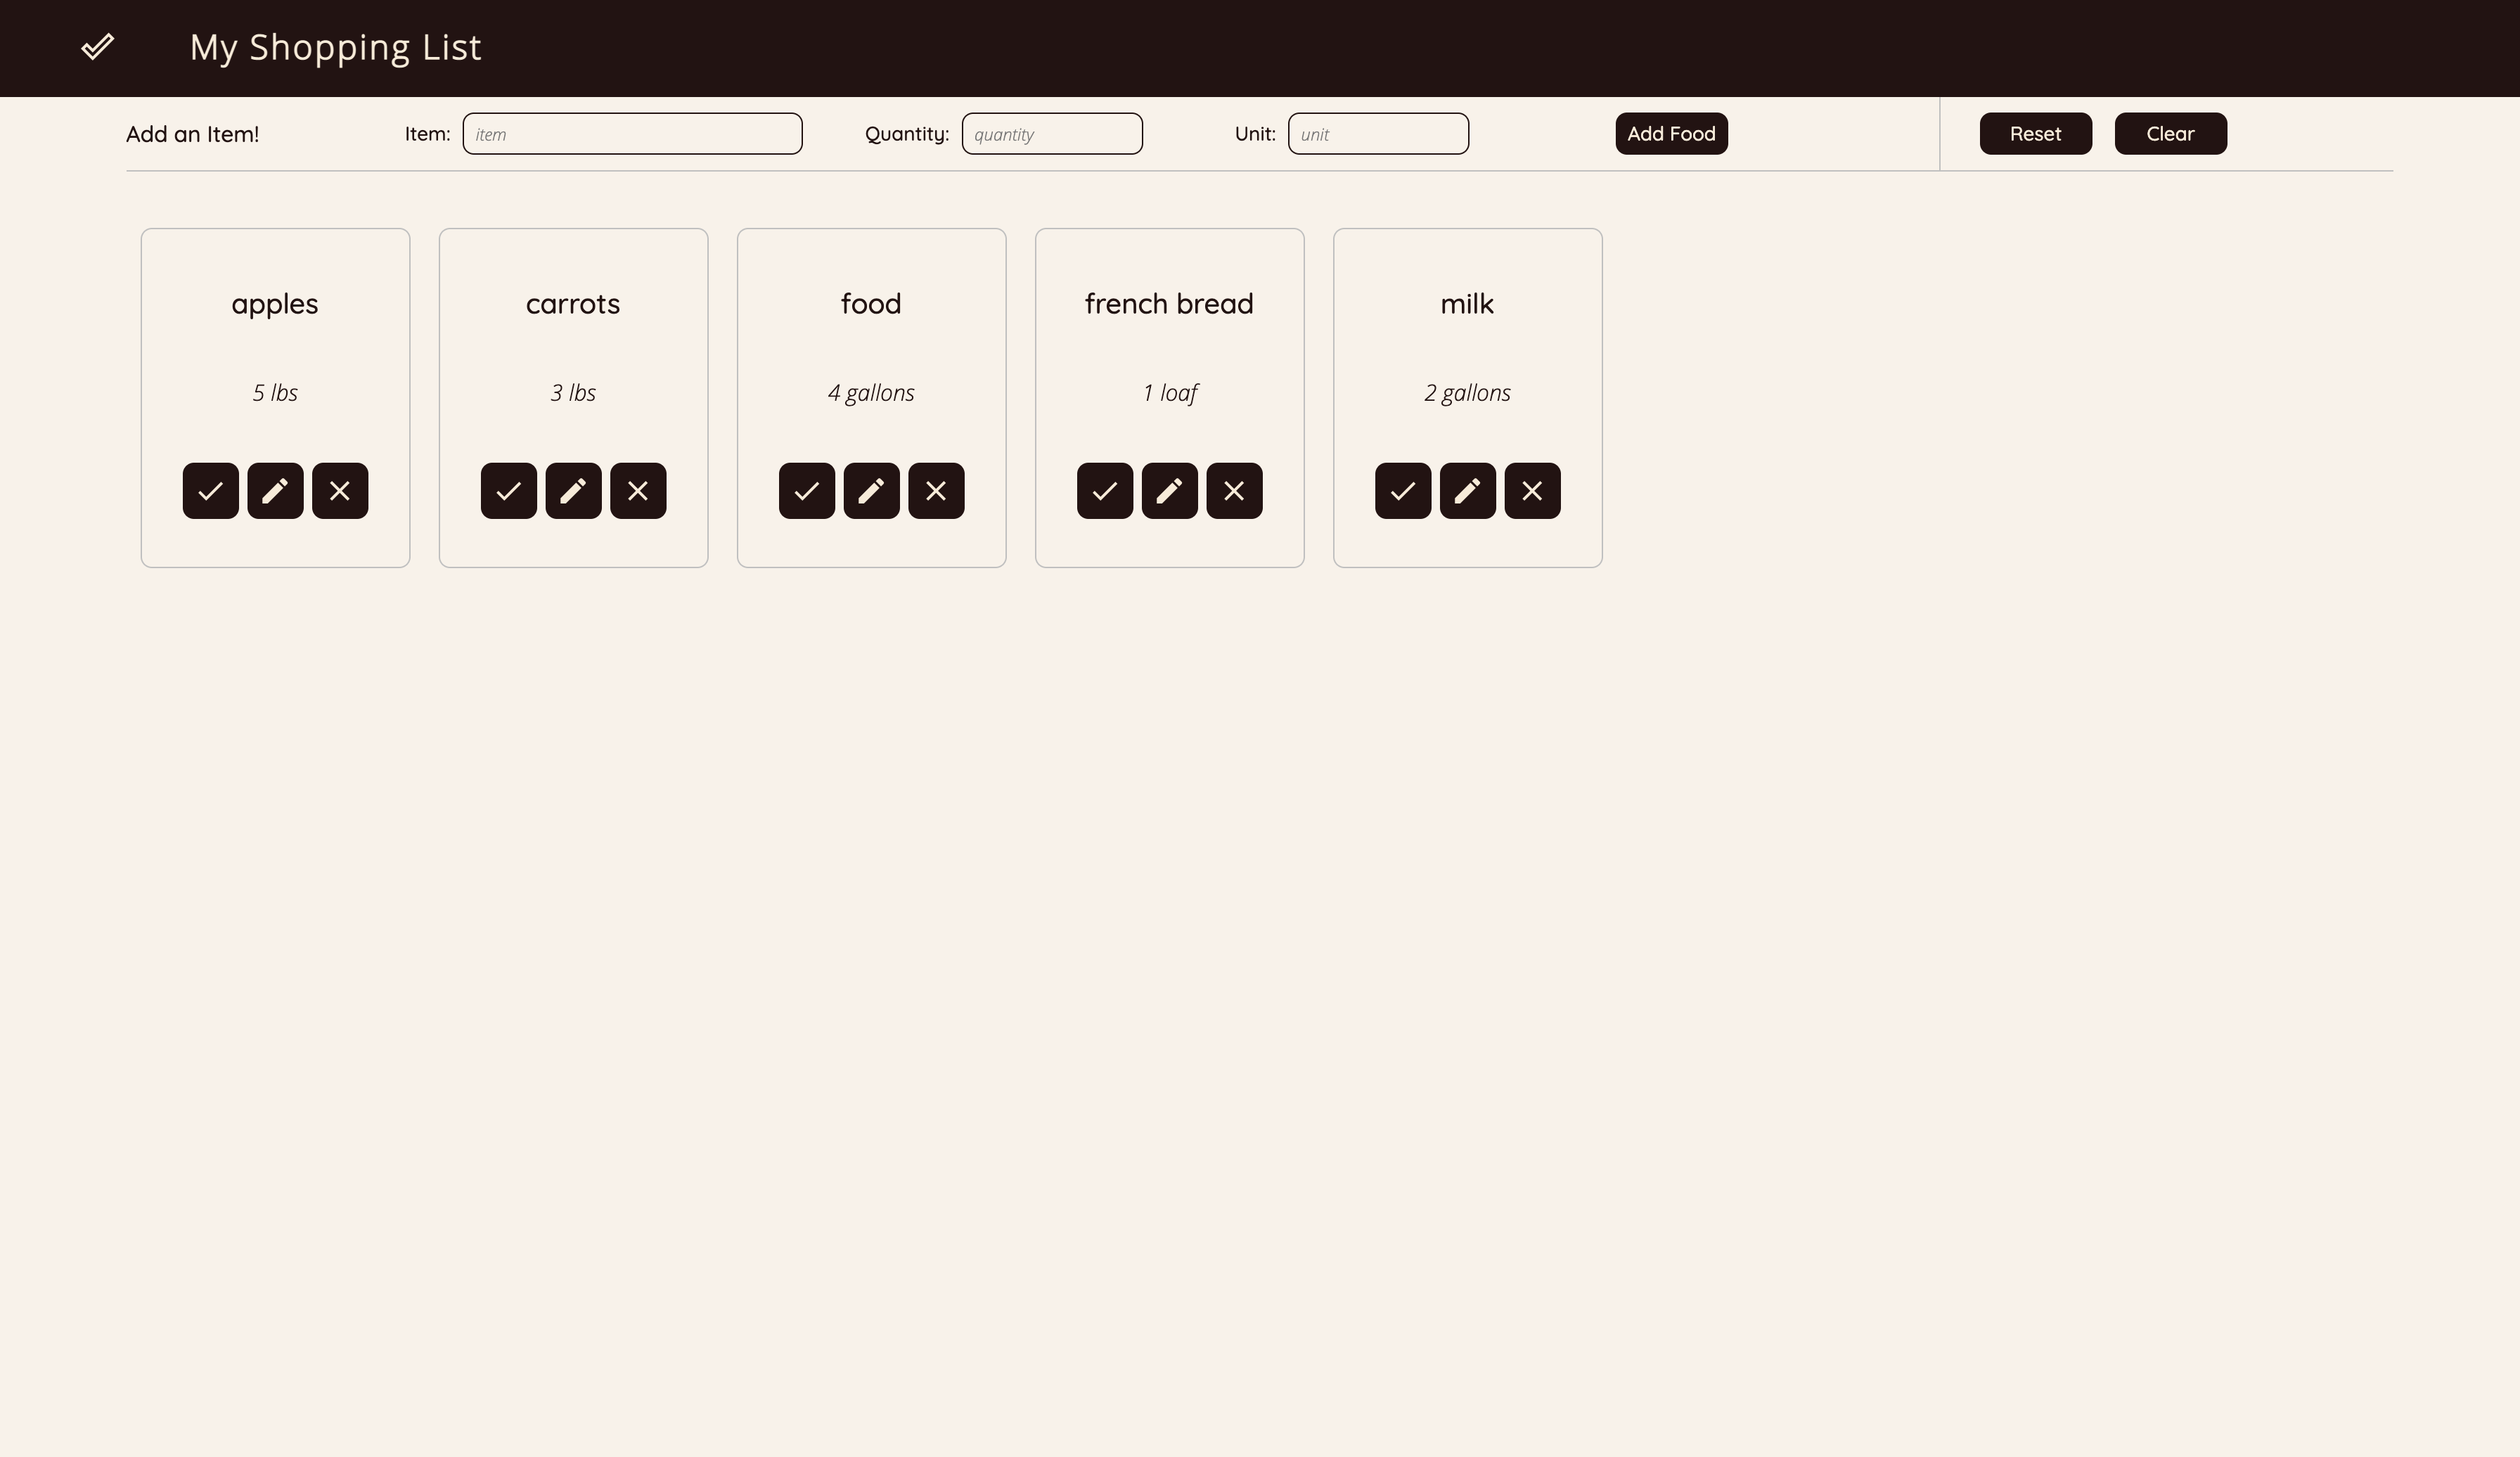 My Shopping List
Add an Item! Item: item Quantity: quantity Unit: unit Add Food Reset Clear
apples carrots food french bread milk
5 lbs 3 lbs 4 gallons 1 loaf 2 gallons